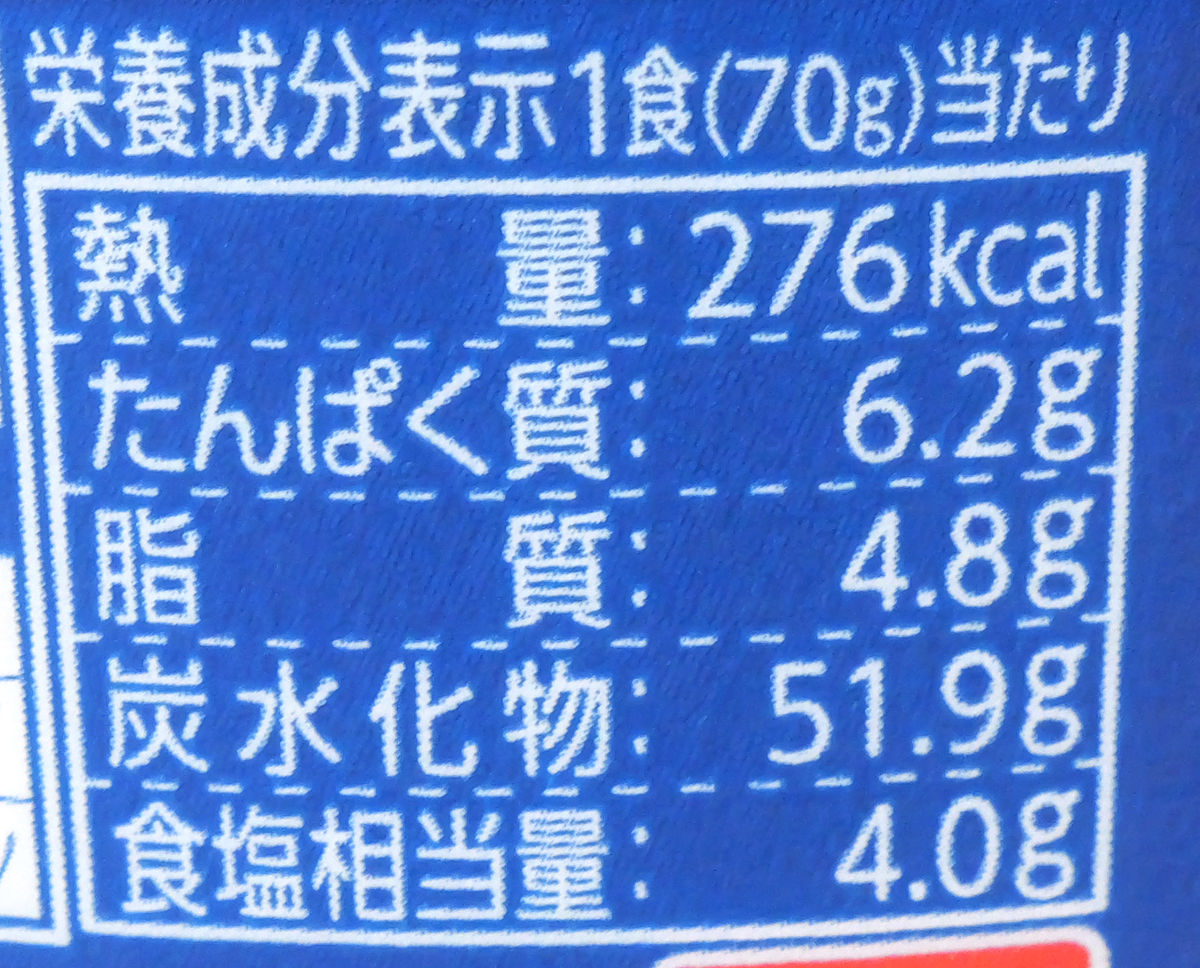 栄養成分表示1食(70g)当たり
熱量:276kcal
たんぱく質:6.2g
脂質:4.8g
炭水化物:51.9g
食塩相当量:4.0g